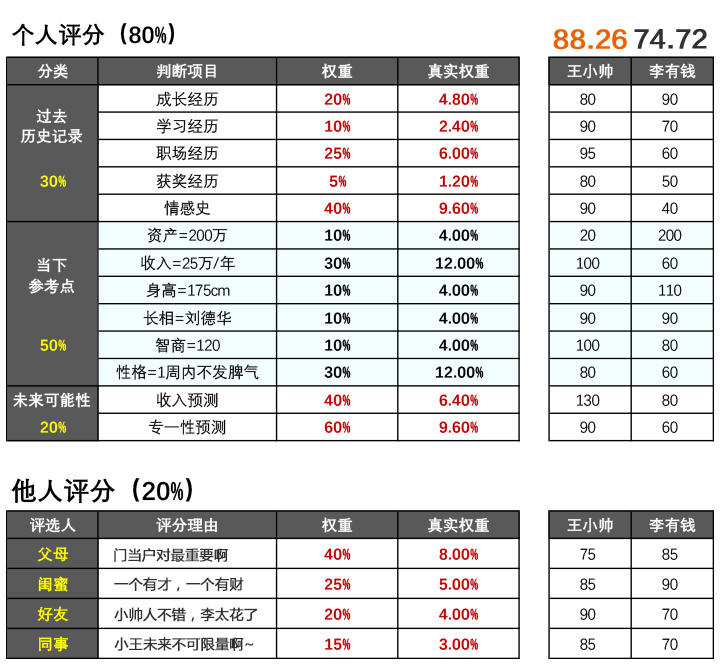 个人评分（80%） 88.26 74.72
分类 判断项目 权重 真实权重 王小帅 李有钱
过去
历史记录
30%
成长经历 20% 4.80% 80 90
学习经历 10% 2.40% 90 70
职场经历 25% 6.00% 95 60
获奖经历 5% 1.20% 80 50
情感史 40% 9.60% 90 40
当下
参考点
50%
资产=200万 10% 4.00% 20 200
收入=25万/年 30% 12.00% 100 60
身高=175cm 10% 4.00% 90 110
长相=刘德华 10% 4.00% 90 90
智商=120 10% 4.00% 100 80
性格=1周内不发脾气 30% 12.00% 80 60
未来可能性
20%
收入预测 40% 6.40% 130 80
专一性预测 60% 9.60% 90 60
他人评分（20%）
评选人 评分理由 权重 真实权重 王小帅 李有钱
父母 门当户对最重要啊 40% 8.00% 75 85
闺蜜 一个有才，一个有财 25% 5.00% 85 90
好友 小帅人不错，李太花了 20% 4.00% 90 70
同事 小王未来不可限量啊~ 15% 3.00% 85 70